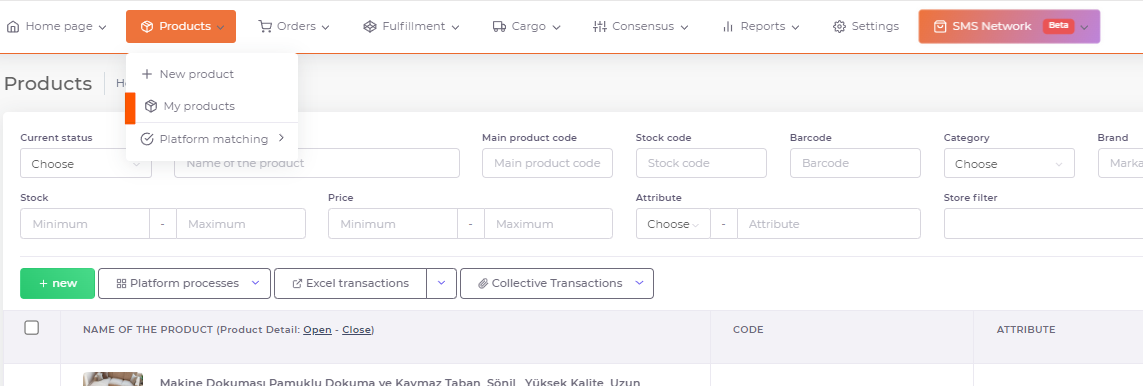 Home page Products Orders Fulfillment Cargo Consensus Reports Settings SMS Network Beta
New product
My products
Platform matching
Products
Current status Main product code Stock code Barcode Category Brand
Choose Name of the product Main product code Stock code Barcode Choose Marka
Stock Price Attribute Store filter
Minimum - Maximum Minimum - Maximum Choose - Attribute
+ new Platform processes Excel transactions Collective Transactions
NAME OF THE PRODUCT (Product Detail: Open - Close) CODE ATTRIBUTE
Makine Dokuması Pamuklu Dokuma ve Kaymaz Taban, Şönil , Yüksek Kalite, Uzun